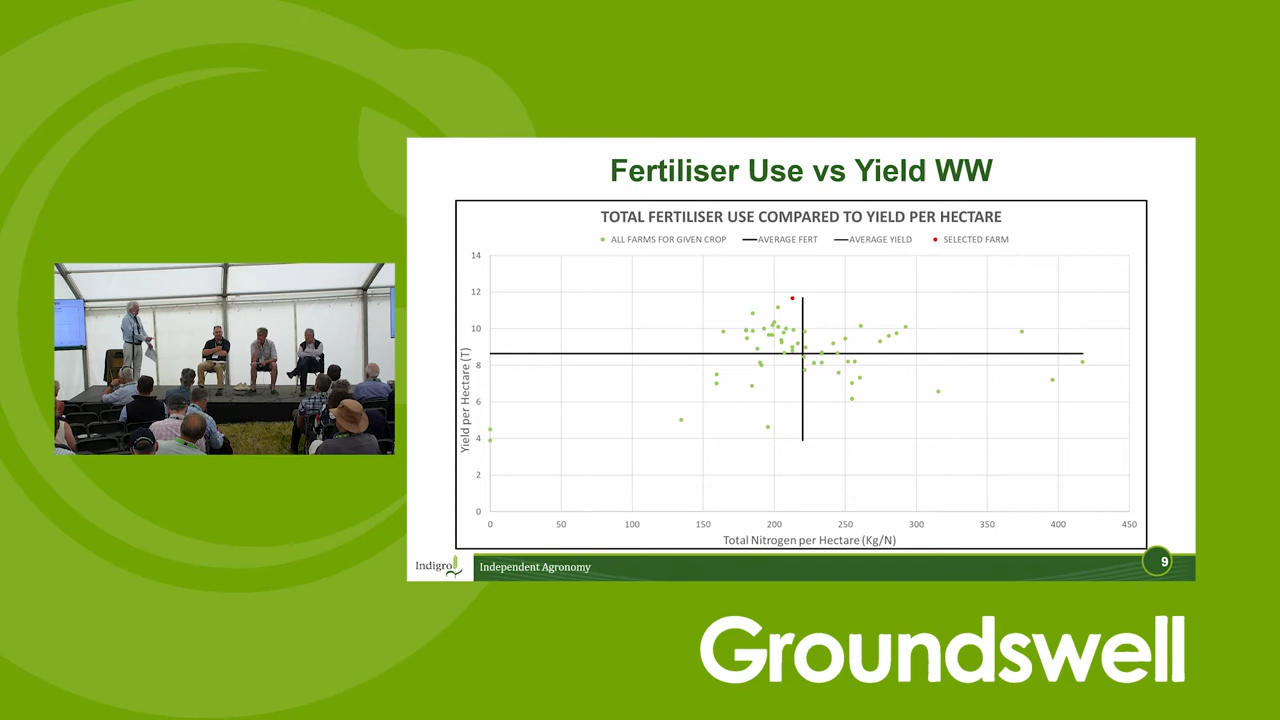 Fertiliser Use vs Yield WW
TOTAL FERTILISER USE COMPARED TO YIELD PER HECTARE
ALL FARMS FOR GIVEN CROP AVERAGE FERT AVERAGE YIELD SELECTED FARM
14
12
10
8
6
4
2
0
Yield per Hectare (T)
0 50 100 150 200 250 300 350 400 450
Total Nitrogen per Hectare (Kg/N)
Indigro Independent Agronomy 9
Groundswell